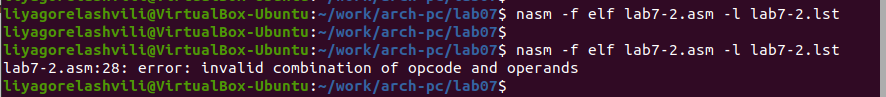 liyagorelashvili@VirtualBox-Ubuntu:~/work/arch-pc/lab07$ nasm -f elf lab7-2.asm -l lab7-2.lst
liyagorelashvili@VirtualBox-Ubuntu:~/work/arch-pc/lab07$
liyagorelashvili@VirtualBox-Ubuntu:~/work/arch-pc/lab07$ nasm -f elf lab7-2.asm -l lab7-2.lst
lab7-2.asm:28: error: invalid combination of opcode and operands
liyagorelashvili@VirtualBox-Ubuntu:~/work/arch-pc/lab07$